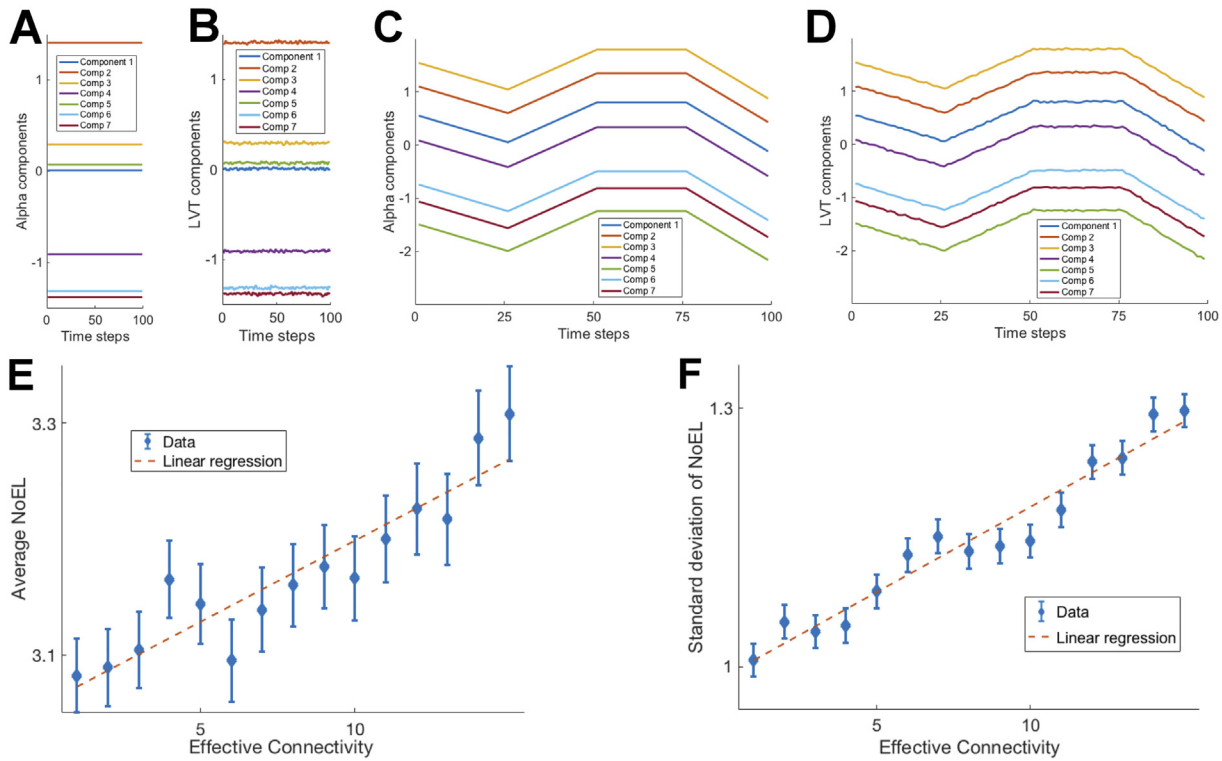 A
Alpha components
1
0
-1
Component 1
Comp 2
Comp 3
Comp 4
Comp 5
Comp 6
Comp 7
0
50
100
Time steps
B
LVT components
1
0
-1
Component 1
Comp 2
Comp 3
Comp 4
Comp 5
Comp 6
Comp 7
0
50
100
Time steps
C
Alpha components
1
0
-1
-2
Component 1
Comp 2
Comp 3
Comp 4
Comp 5
Comp 6
Comp 7
0
25
50
75
100
Time steps
D
LVT components
1
0
-1
-2
Component 1
Comp 2
Comp 3
Comp 4
Comp 5
Comp 6
Comp 7
0
25
50
75
100
Time steps
E
Average NoEL
3.3
3.1
Data
Linear regression
5
10
Effective Connectivity
F
Standard deviation of NoEL
1.3
1
Data
Linear regression
5
10
Effective Connectivity